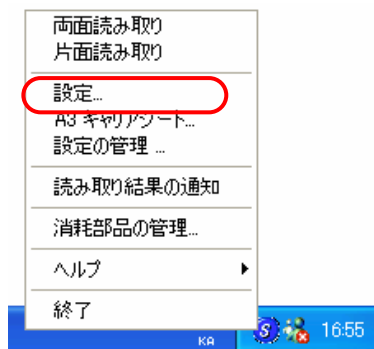 両面読み取り
片面読み取り
設定...
A3 キャリアシート...
設定の管理 ...
読み取り結果の通知
消耗部品の管理...
ヘルプ
終了
KA
S
16:55